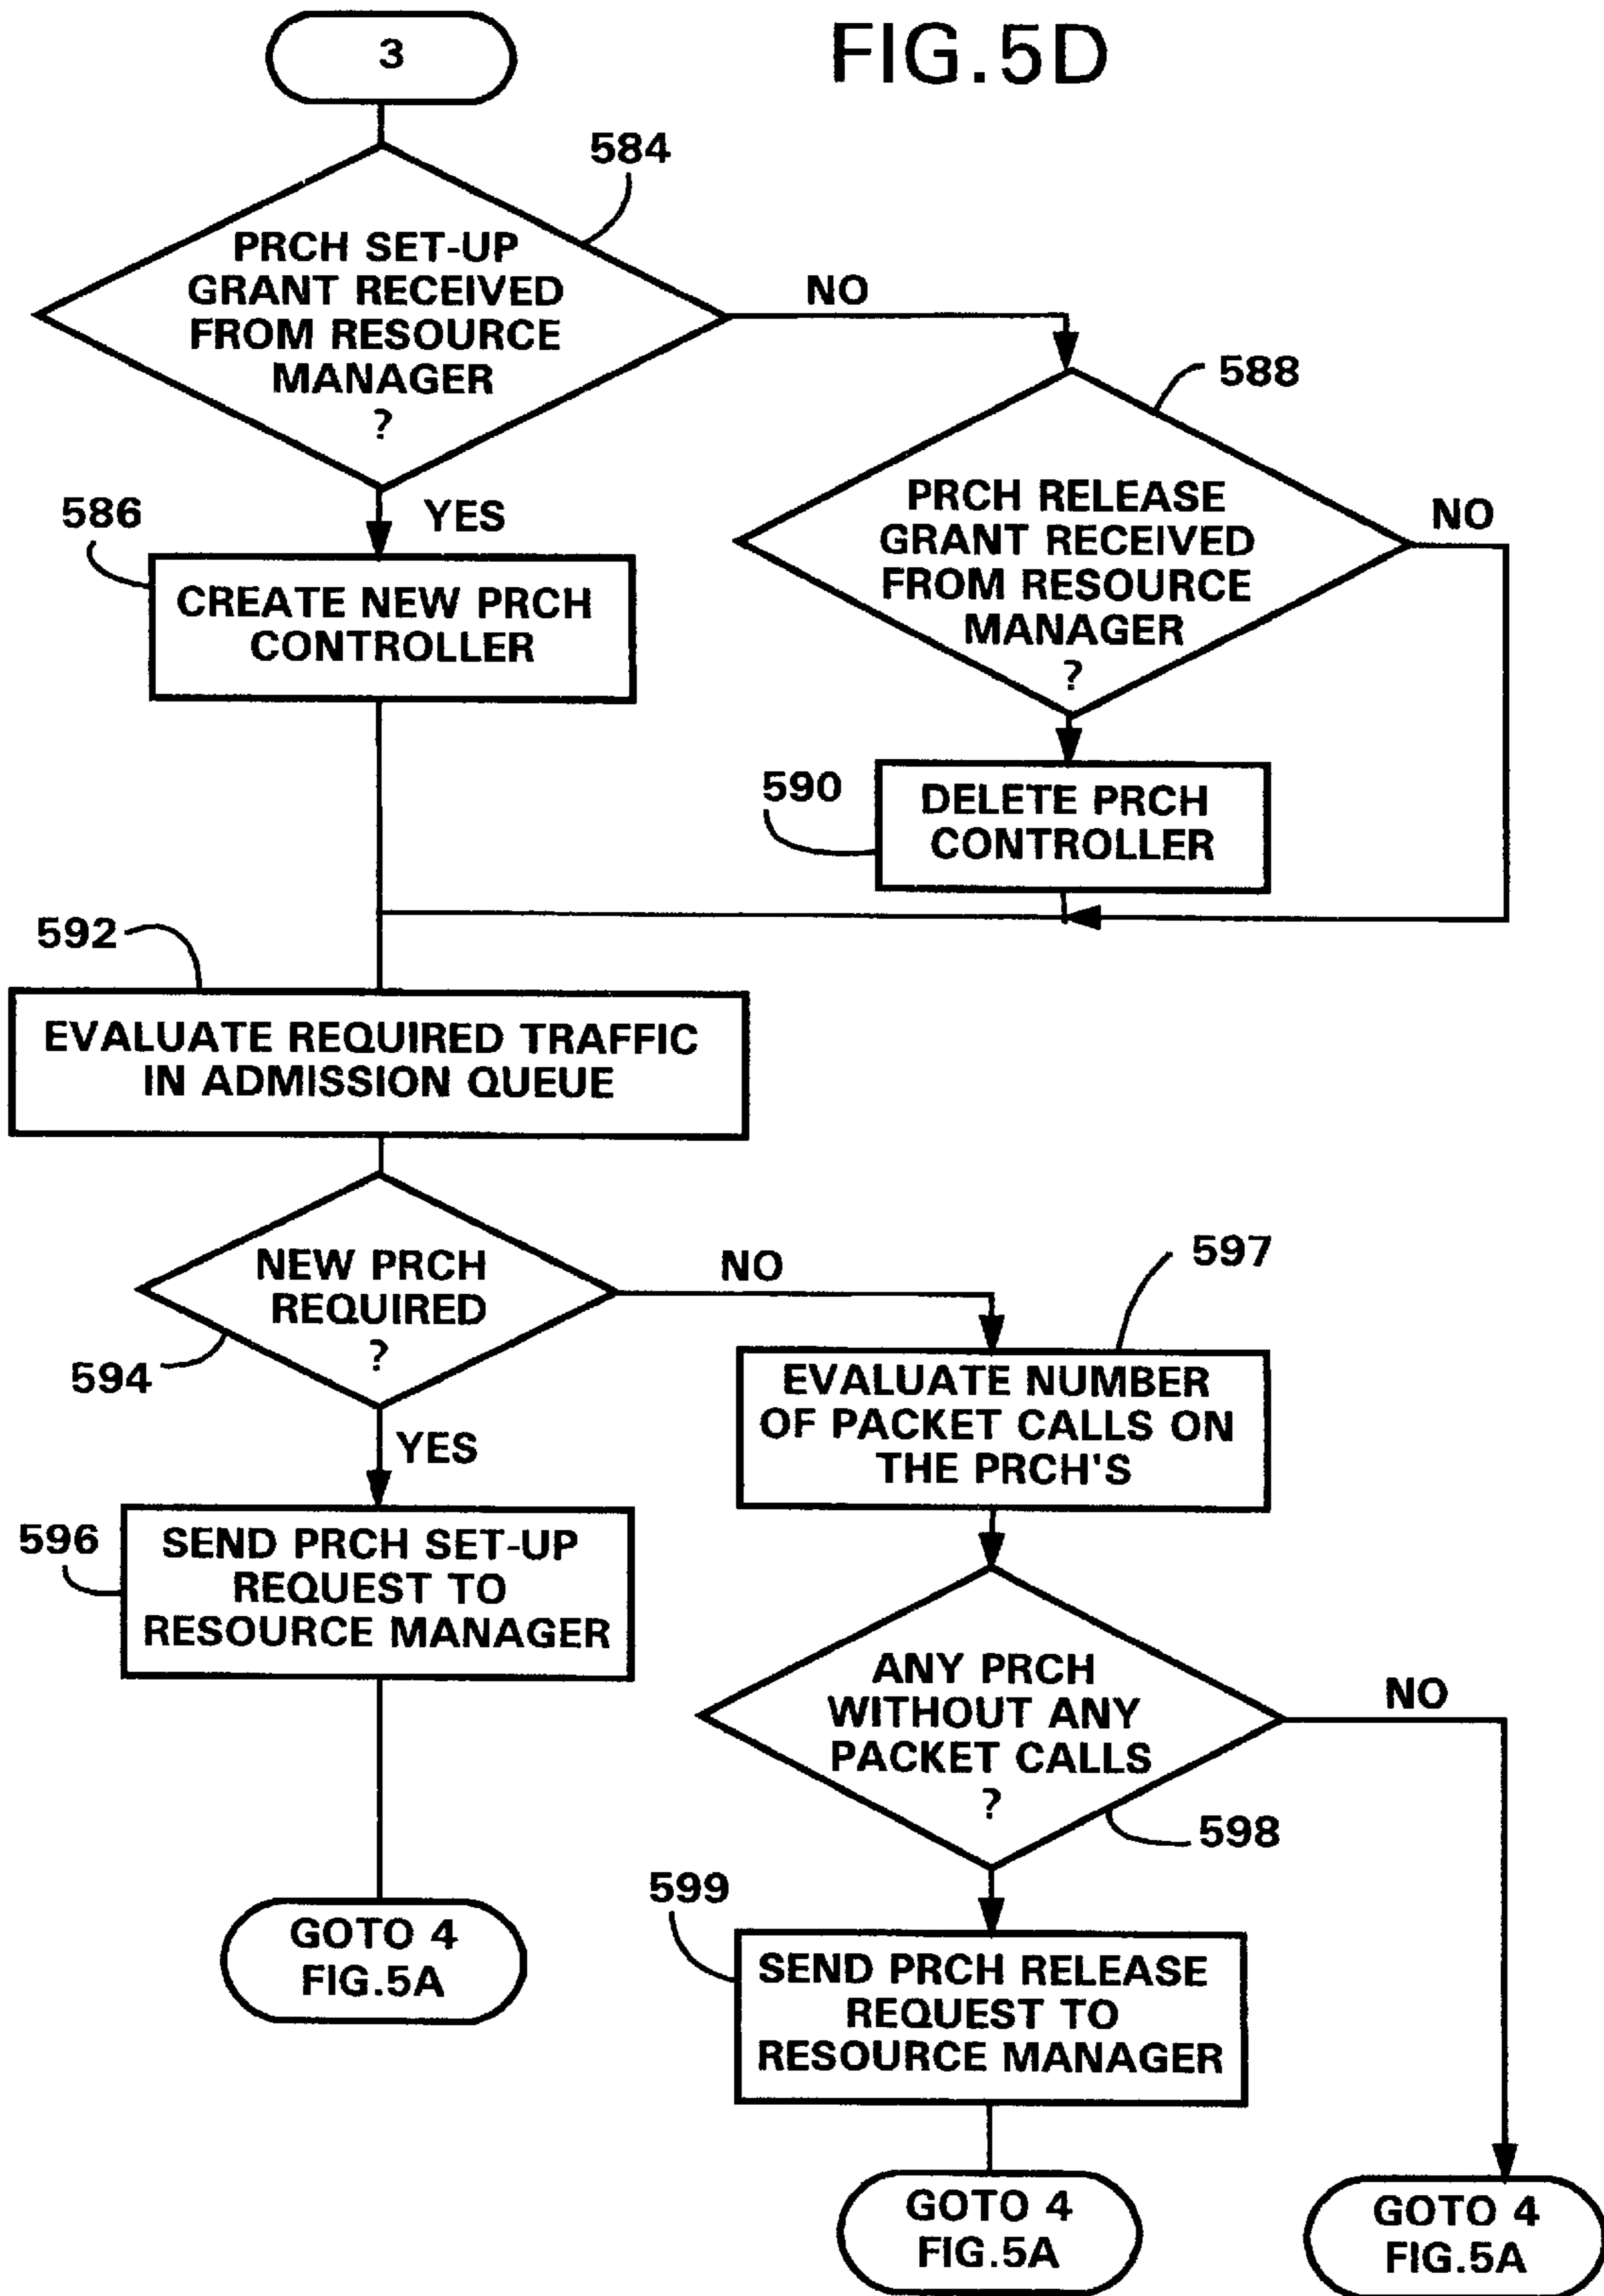 FIG.5D
3
584
PRCH SET-UP
GRANT RECEIVED
FROM RESOURCE
MANAGER
?
NO
588
YES
586
CREATE NEW PRCH
CONTROLLER
PRCH RELEASE
GRANT RECEIVED
FROM RESOURCE
MANAGER
?
NO
590
DELETE PRCH
CONTROLLER
592
EVALUATE REQUIRED TRAFFIC
IN ADMISSION QUEUE
NEW PRCH
REQUIRED
?
594
NO
597
YES
EVALUATE NUMBER
OF PACKET CALLS ON
THE PRCH'S
596
SEND PRCH SET-UP
REQUEST TO
RESOURCE MANAGER
ANY PRCH
WITHOUT ANY
PACKET CALLS
?
NO
598
GOTO 4
FIG.5A
599
SEND PRCH RELEASE
REQUEST TO
RESOURCE MANAGER
GOTO 4
FIG.5A
GOTO 4
FIG.5A